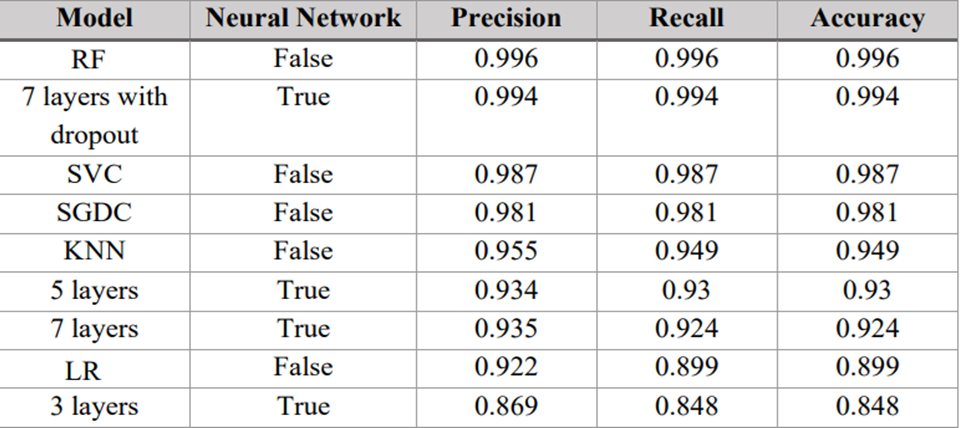 Model Neural Network Precision Recall Accuracy
RF False 0.996 0.996 0.996
7 layers with True 0.994 0.994 0.994
dropout
SVC False 0.987 0.987 0.987
SGDC False 0.981 0.981 0.981
KNN False 0.955 0.949 0.949
5 layers True 0.934 0.93 0.93
7 layers True 0.935 0.924 0.924
LR False 0.922 0.899 0.899
3 layers True 0.869 0.848 0.848